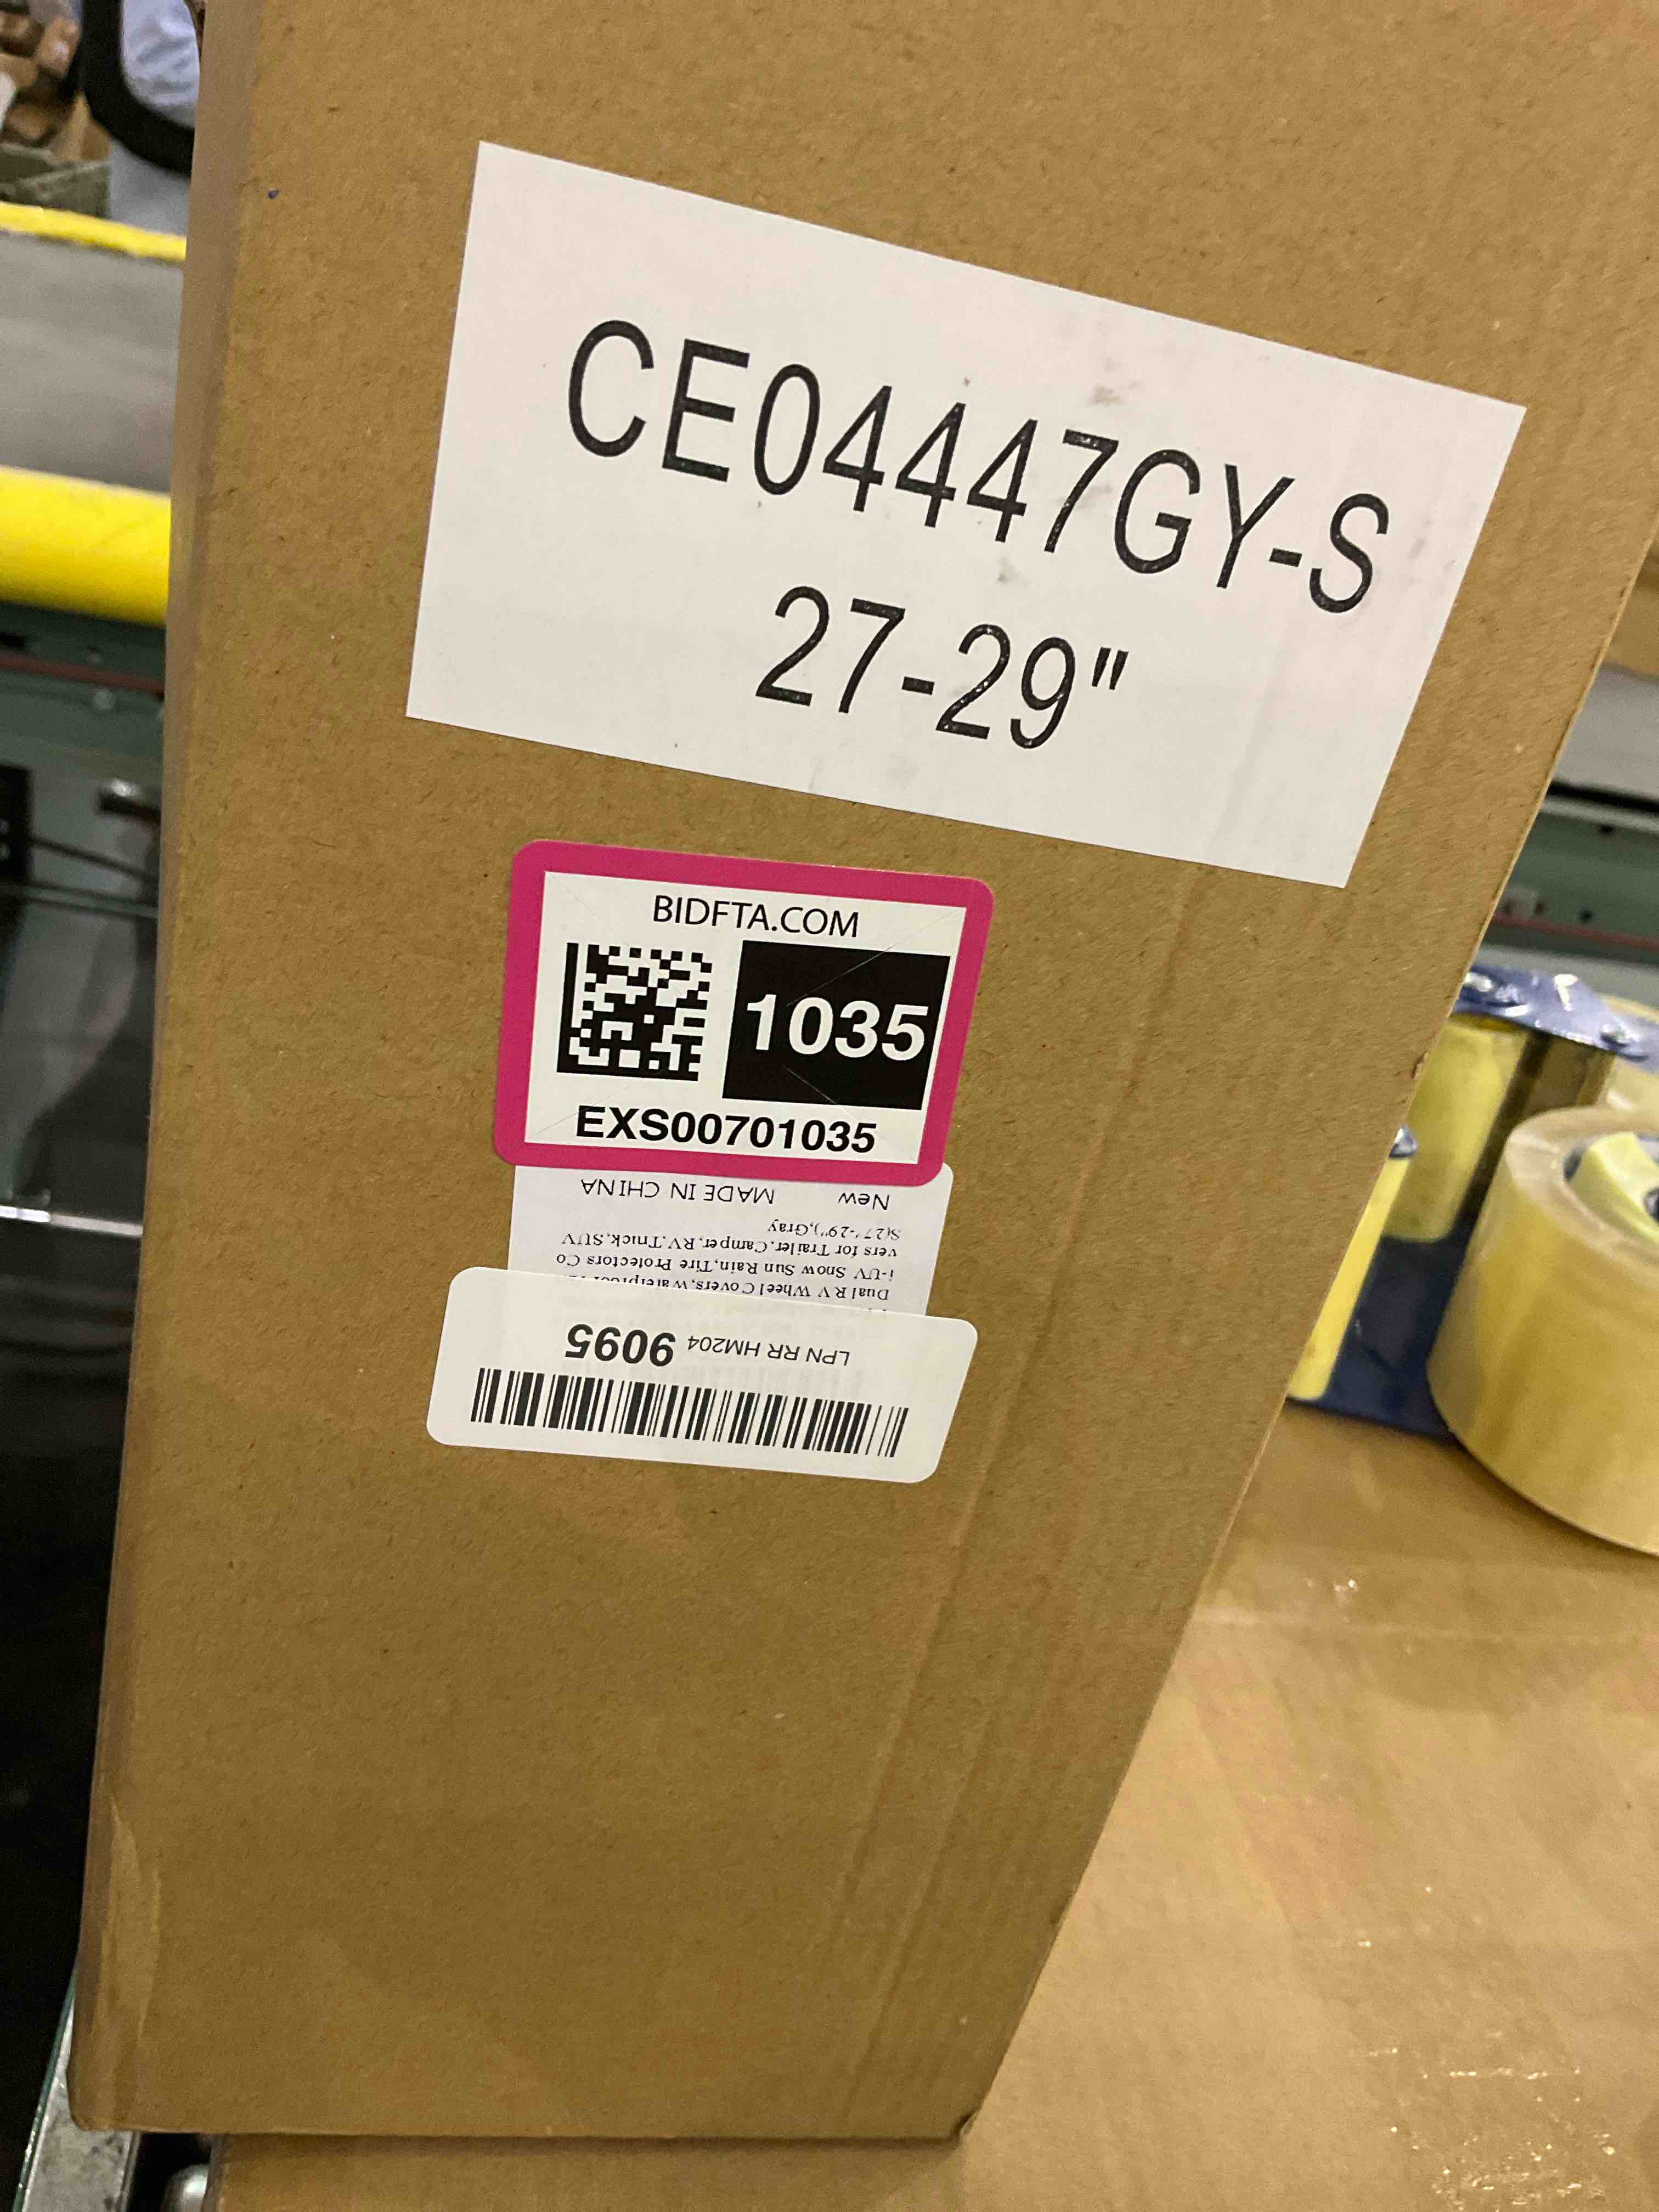 CE04447GY-S
27-29"
BIDFTA.COM
1035
EXS00701035
LPN RR HM204 9095
Dual RV Wheel Covers,Waterproof
i-UV Snow Sun Rain,Tire Protectors Co
vers for Trailer,Camper,RV,Truck,SUV
S(27"-29"),Gray
New MADE IN CHINA